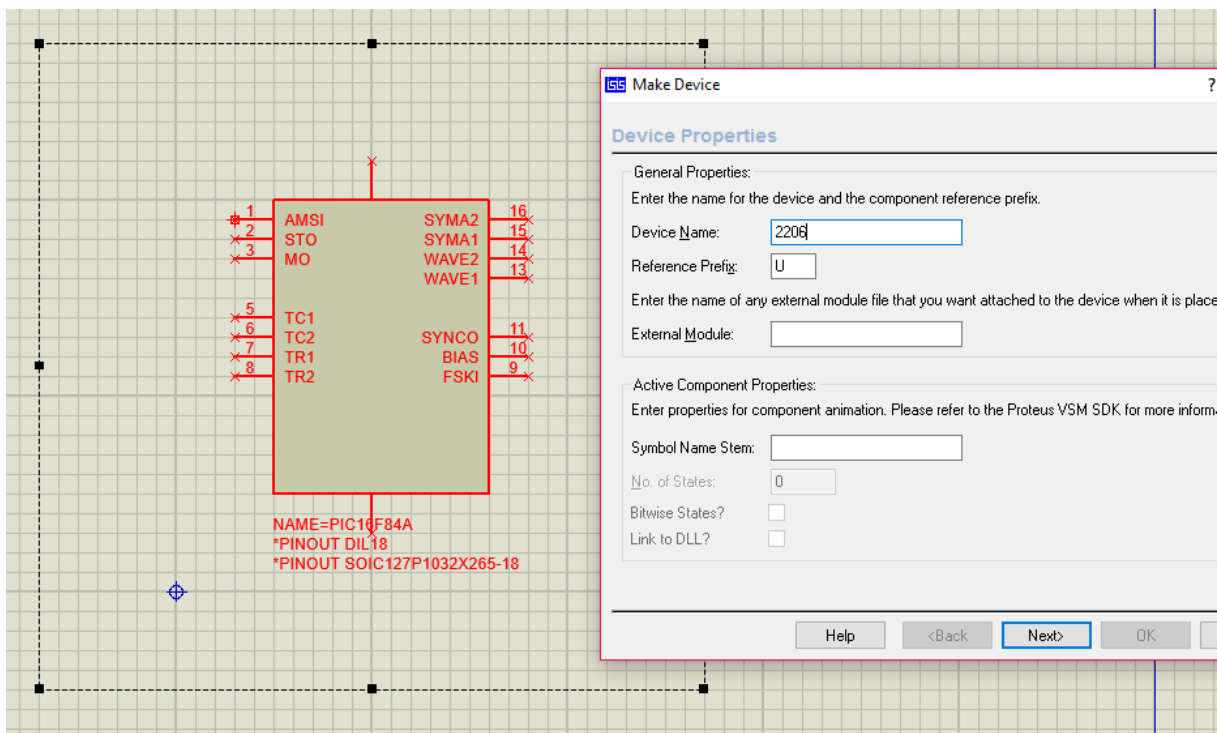 ISIS Make Device ?
Device Properties
General Properties:
Enter the name for the device and the component reference prefix.
Device Name: 2206
Reference Prefix: U
Enter the name of any external module file that you want attached to the device when it is place
External Module:
Active Component Properties:
Enter properties for component animation. Please refer to the Proteus VSM SDK for more inform
Symbol Name Stem:
No. of States: 0
Bitwise States?
Link to DLL?
Help <Back Next> OK
1 AMSI SYMA2 16
2 STO SYMA1 15
3 MO WAVE2 14
WAVE1 13
5 TC1
6 TC2 SYNCO 11
7 TR1 BIAS 10
8 TR2 FSKI 9
NAME=PIC16F84A
*PINOUT DIL18
*PINOUT SOIC127P1032X265-18